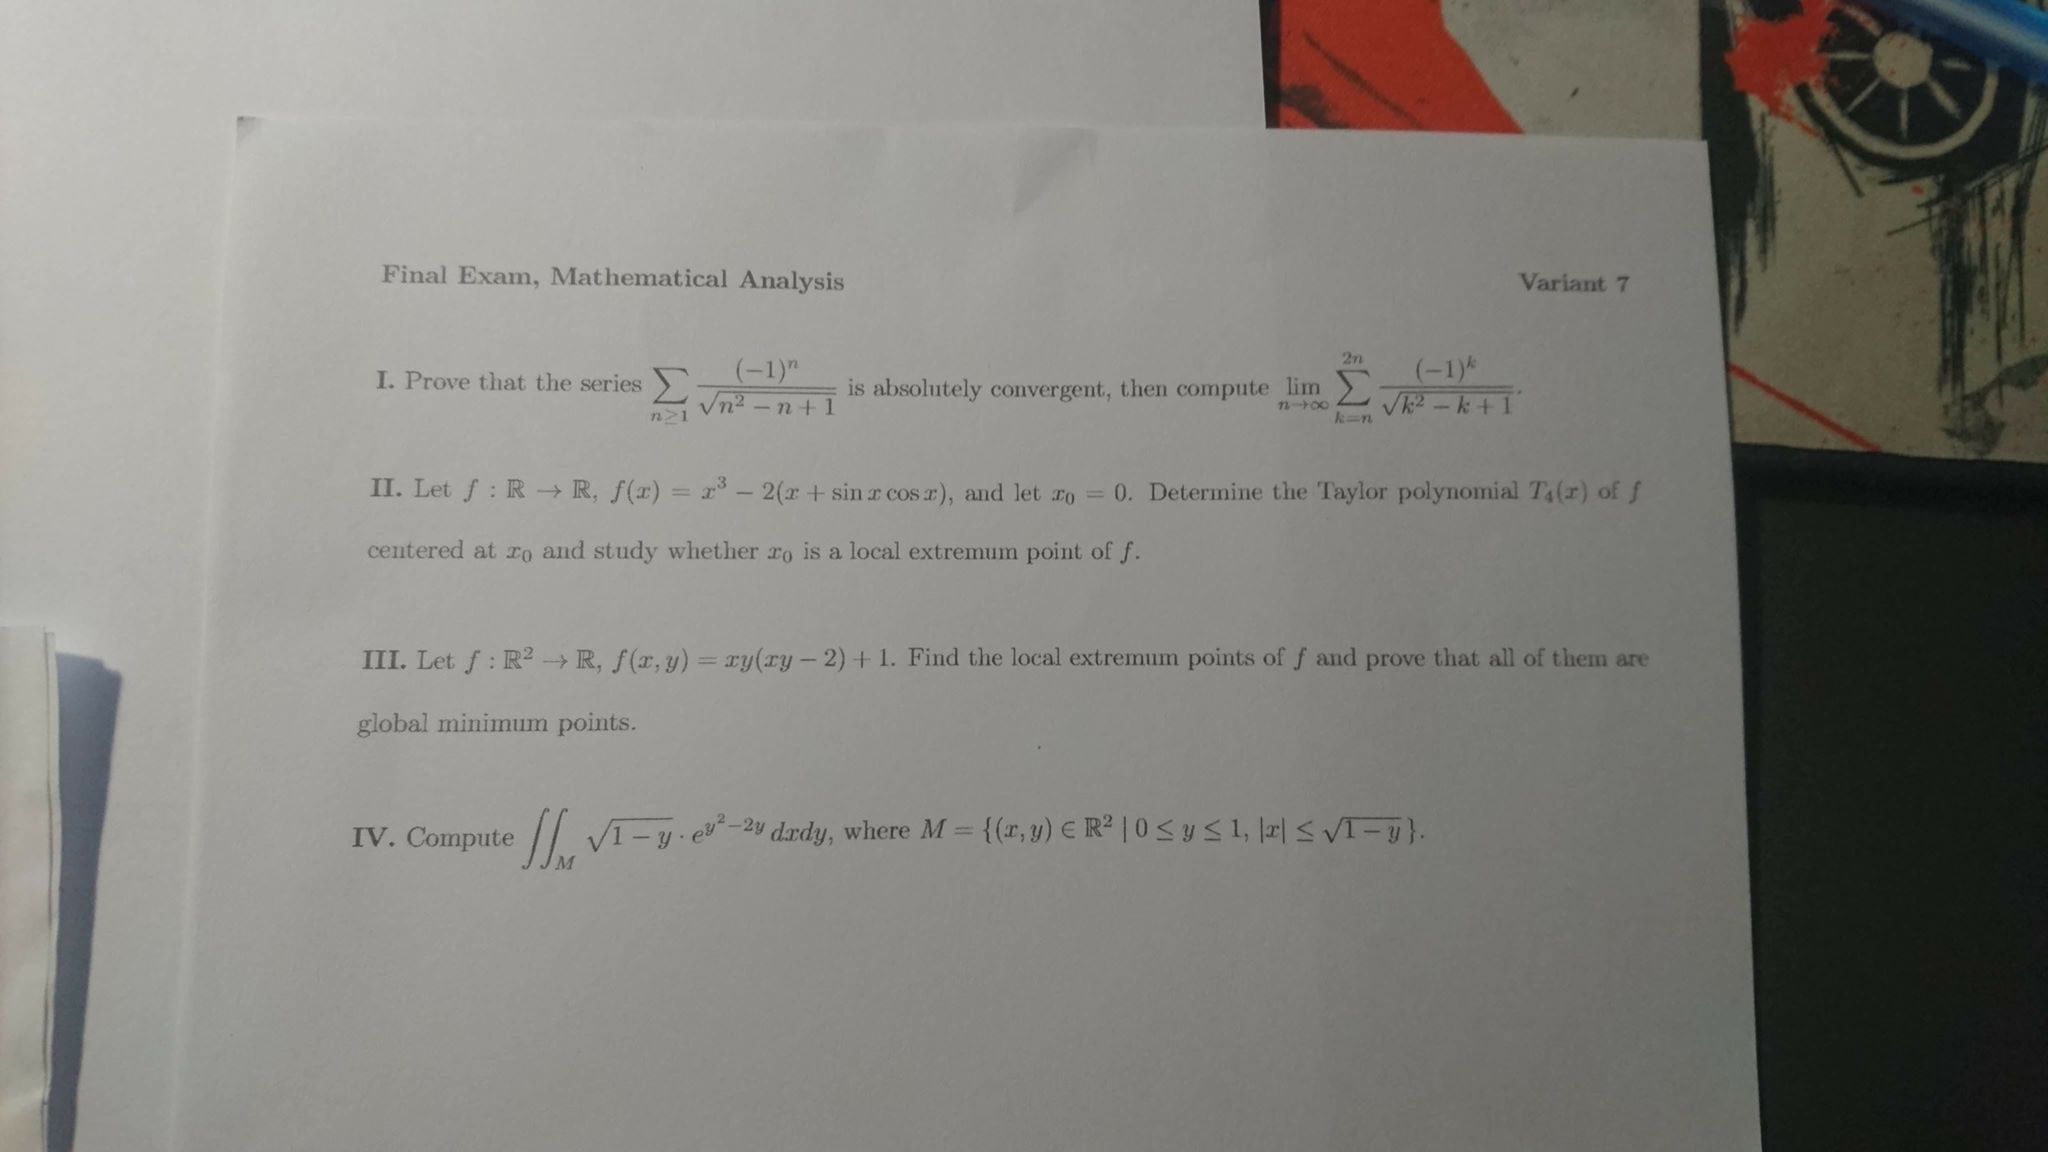 Final Exam, Mathematical Analysis Variant 7
I. Prove that the series $\sum_{n \geq 1} \frac{(-1)^n}{\sqrt{n^2 - n + 1}}$ is absolutely convergent, then compute $\lim_{n \to \infty} \sum_{k=n}^{2n} \frac{(-1)^k}{\sqrt{k^2 - k + 1}}$.
II. Let $f : \mathbb{R} \to \mathbb{R}$, $f(x) = x^3 - 2(x + \sin x \cos x)$, and let $x_0 = 0$. Determine the Taylor polynomial $T_4(x)$ of $f$
centered at $x_0$ and study whether $x_0$ is a local extremum point of $f$.
III. Let $f : \mathbb{R}^2 \to \mathbb{R}$, $f(x, y) = xy(xy - 2) + 1$. Find the local extremum points of $f$ and prove that all of them are
global minimum points.
IV. Compute $\iint_M \sqrt{1 - y} \cdot e^{y^2 - 2y} \, dxdy$, where $M = \{(x, y) \in \mathbb{R}^2 \mid 0 \leq y \leq 1, |x| \leq \sqrt{1 - y}\}$.